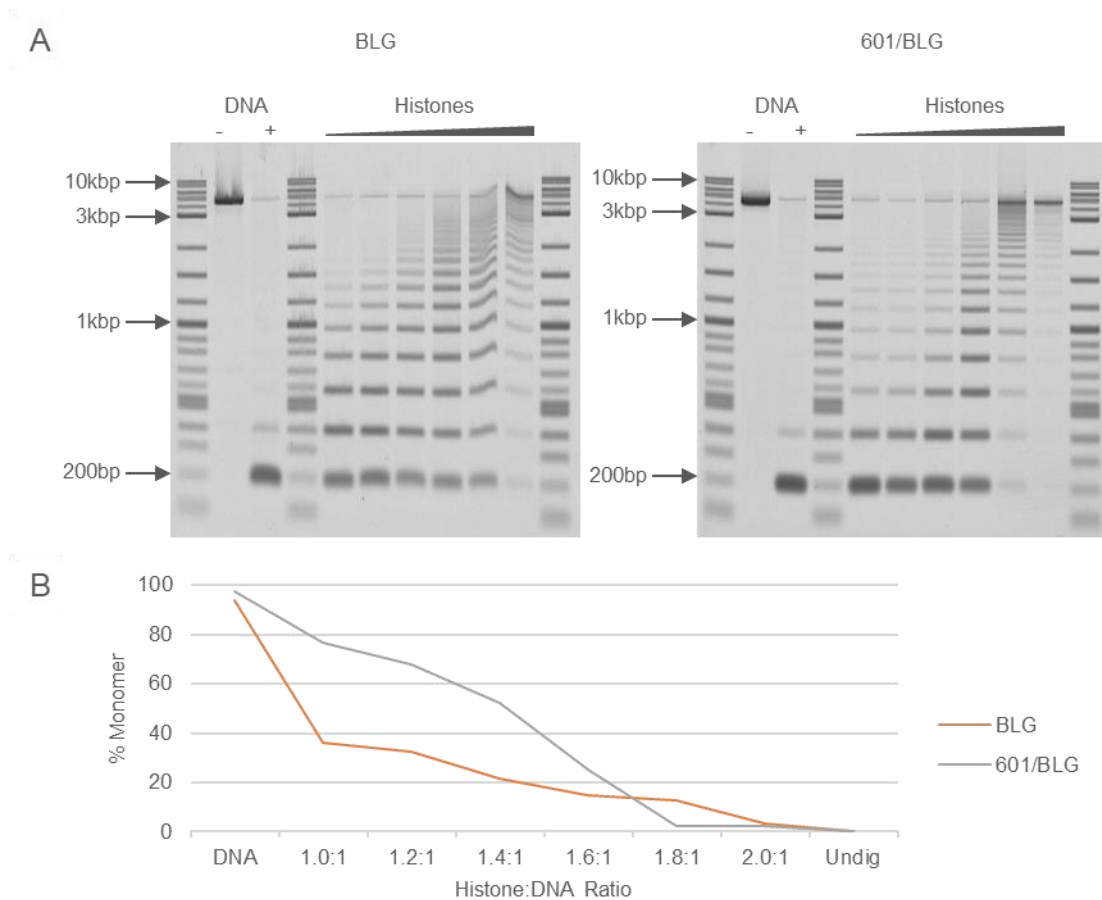 A
BLG 601/BLG
DNA Histones DNA Histones
- + - +
10kbp 10kbp
3kbp 3kbp
1kbp 1kbp
200bp 200bp
B
100
80
60
40
20
0
% Monomer
DNA 1.0:1 1.2:1 1.4:1 1.6:1 1.8:1 2.0:1 Undig
Histone:DNA Ratio
BLG
601/BLG